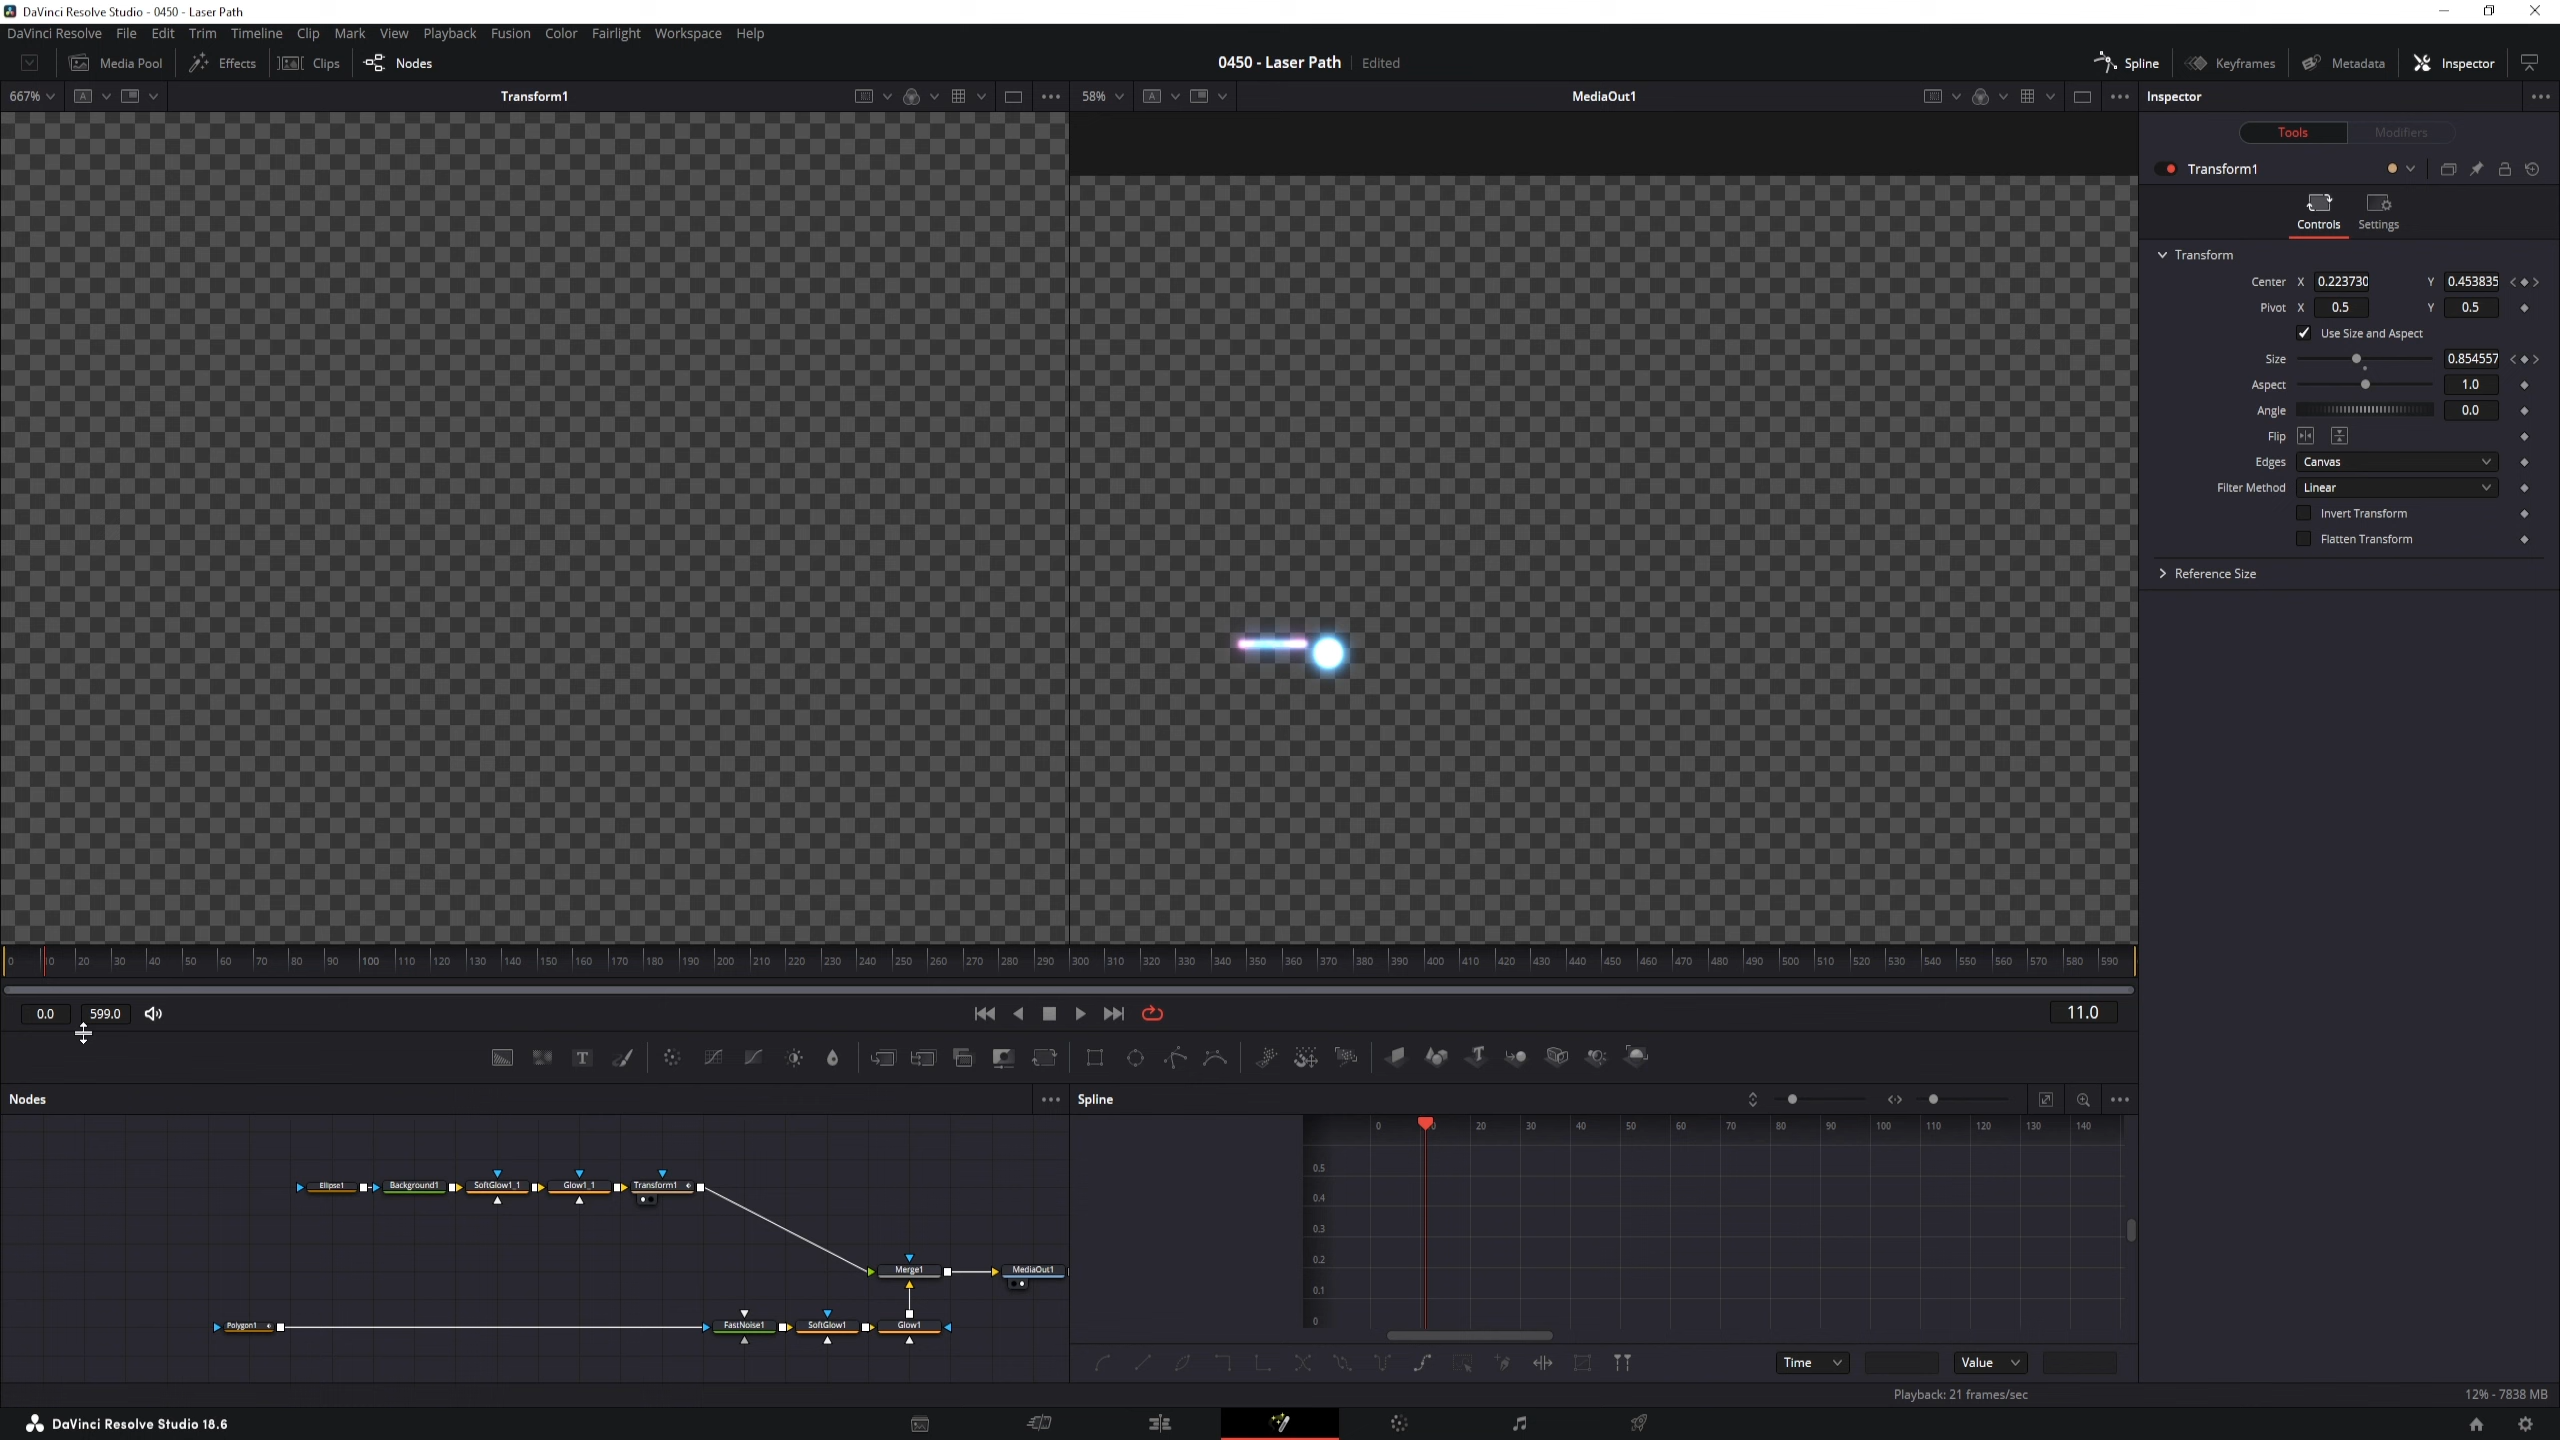 DaVinci Resolve Studio - 0450 - Laser Path
DaVinci Resolve File Edit Trim Timeline Clip Mark View Playback Fusion Color Fairlight Workspace Help
Media Pool Effects Clips Nodes 0450 - Laser Path Edited Spline Keyframes Metadata Inspector
667% A Transform1 58% A MediaOut1 Inspector
Tools Modifiers
Transform1
Controls Settings
Transform
Center X 0.223730 Y 0.453835
Pivot X 0.5 Y 0.5
Use Size and Aspect
Size 0.854557
Aspect 1.0
Angle 0.0
Flip
Edges Canvas
Filter Method Linear
Invert Transform
Flatten Transform
Reference Size
0 10 20 30 40 50 60 70 80 90 100 110 120 130 140 150 160 170 180 190 200 210 220 230 240 250 260 270 280 290 300 310 320 330 340 350 360 370 380 390 400 410 420 430 440 450 460 470 480 490 500 510 520 530 540 550 560 570 580 590
0.0 599.0 11.0
T T
Nodes Spline
0 20 30 40 50 60 70 80 90 100 110 120 130 140
0.5
0.4
0.3
0.2
0.1
0
Ellipse1 Background1 SoftGlow1_1 Glow1_1 Transform1
Merge1 MediaOut1
Polygon1 FastNoise1 SoftGlow1 Glow1
Time Value
Playback: 21 frames/sec 12% - 7838 MB
DaVinci Resolve Studio 18.6